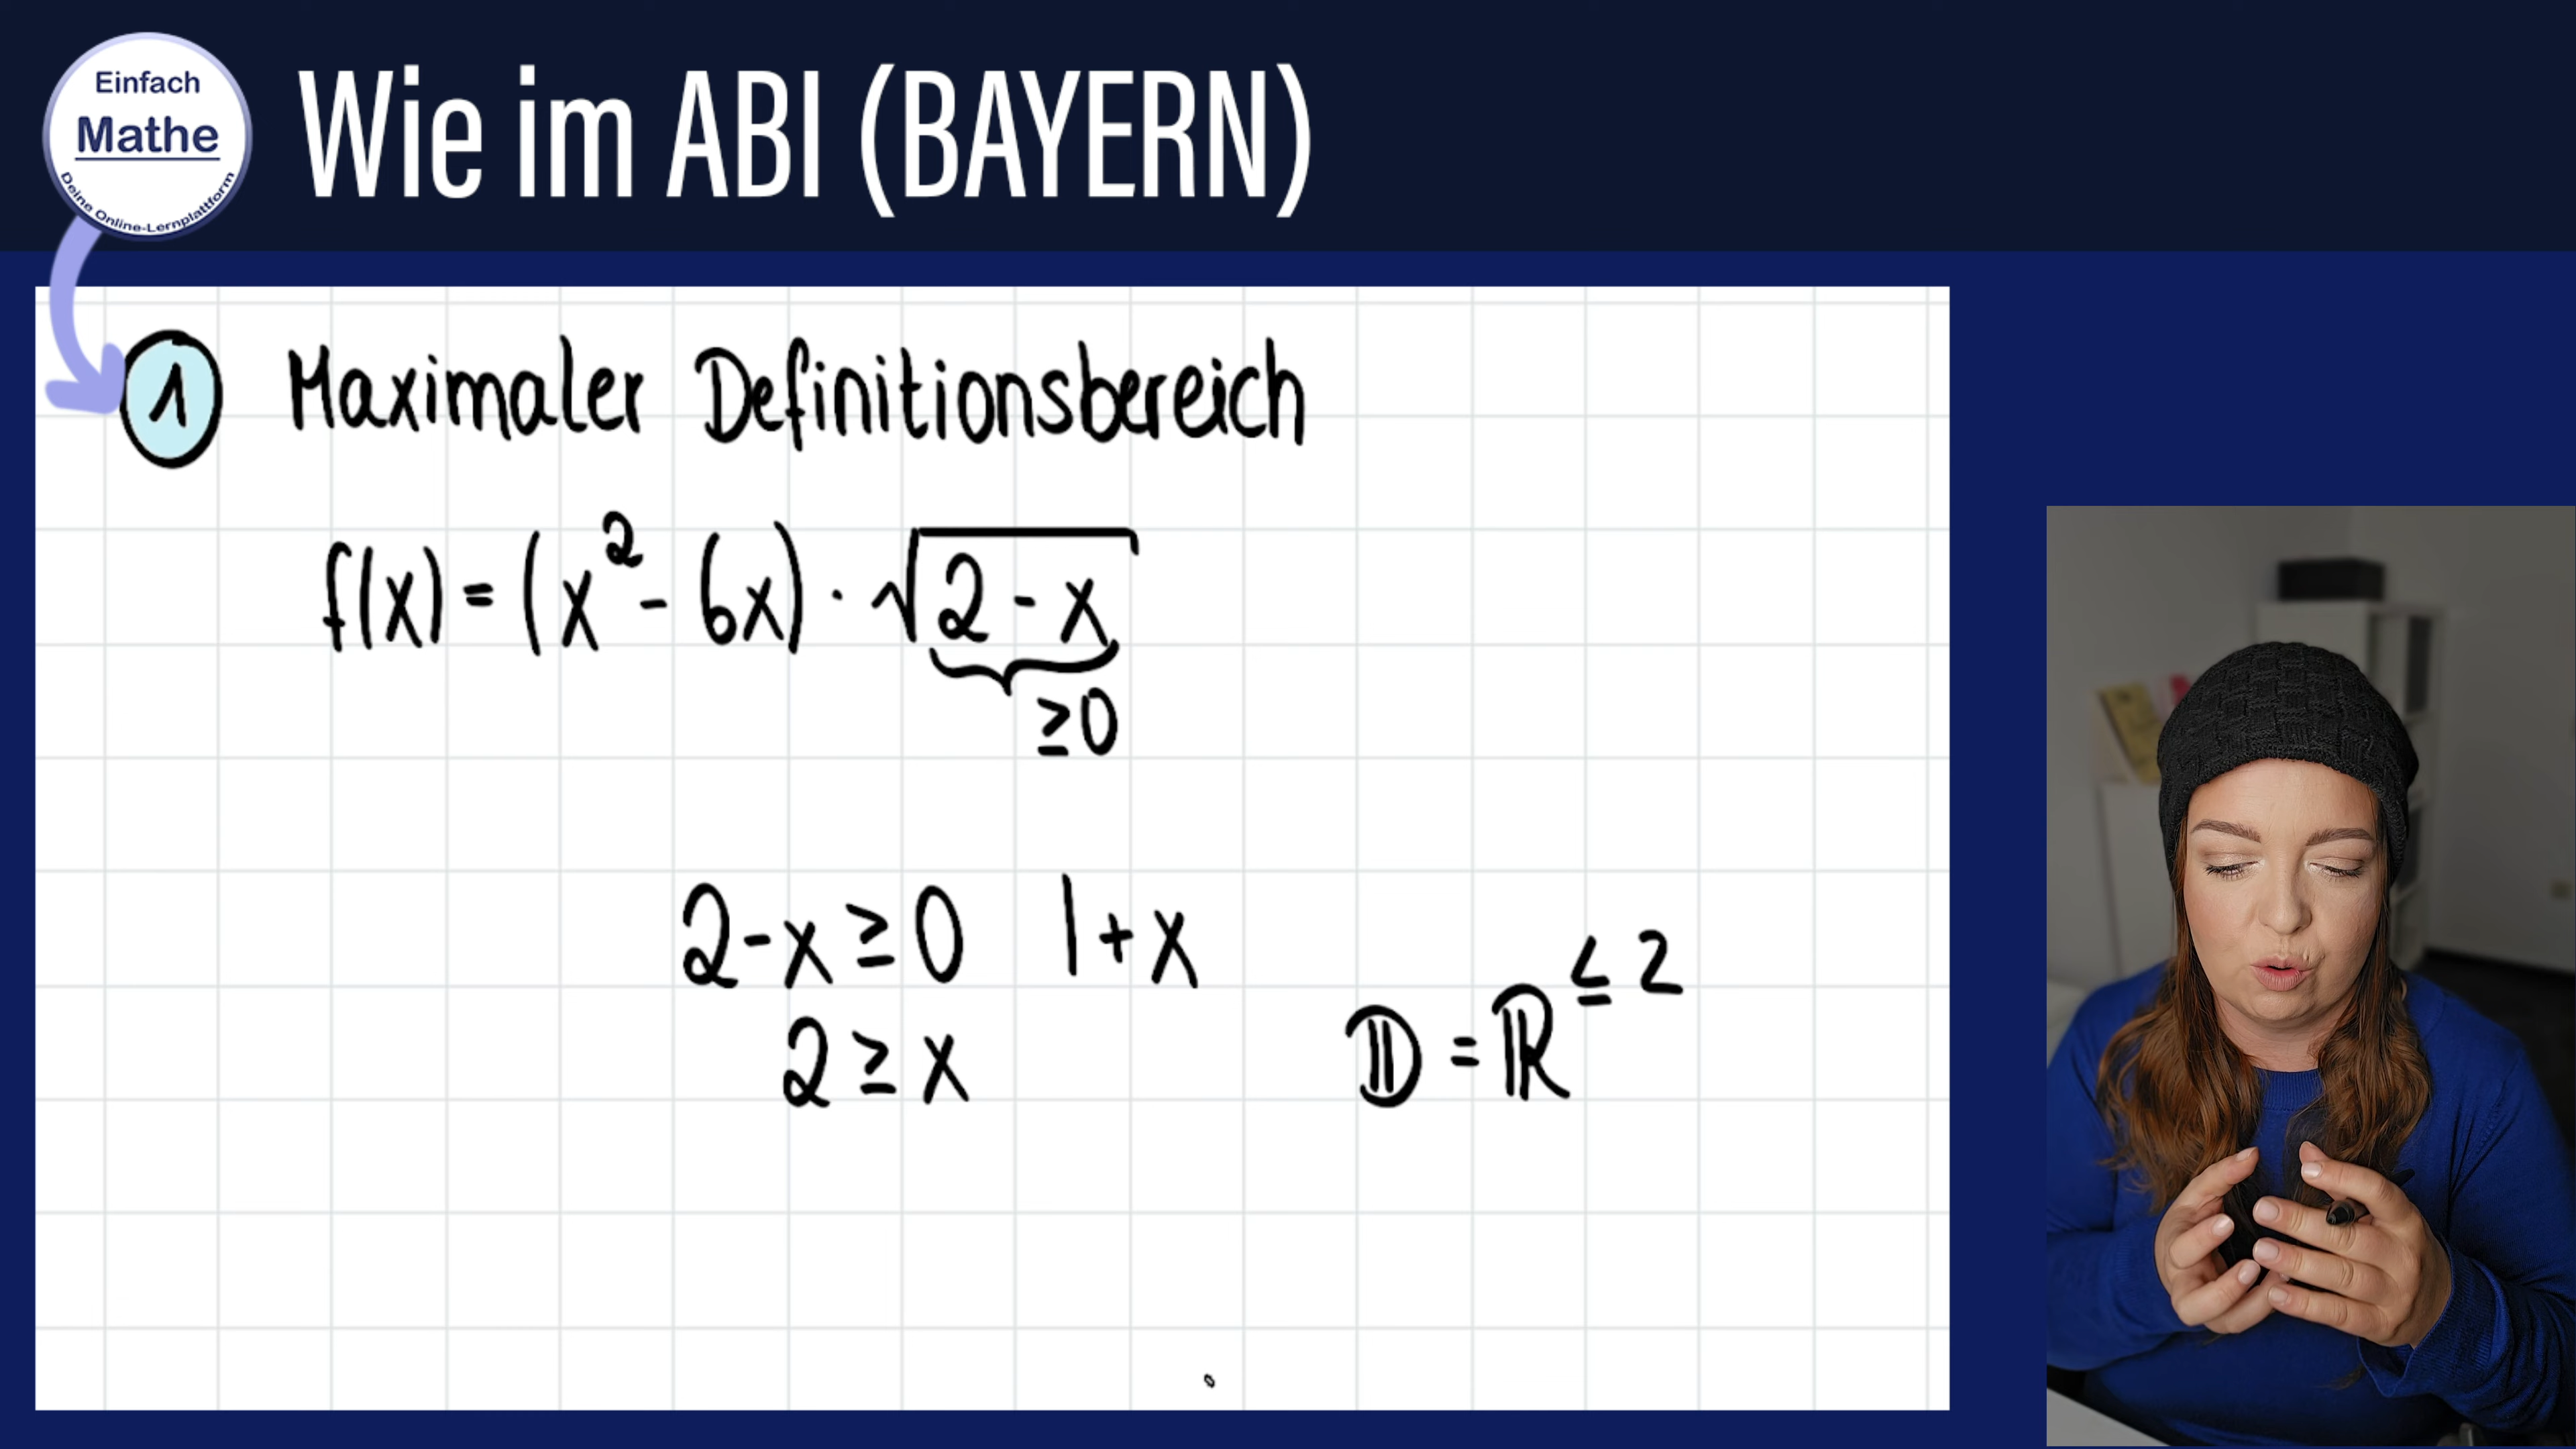 Einfach
Mathe
Deine Online-Lernplattform
Wie im ABI (BAYERN)
1 Maximaler Definitionsbereich
f(x) = (x² - 6x) · √(2 - x)
≥0
2-x ≥ 0 |+x
2 ≥ x
𝔻 = ℝ^≤2